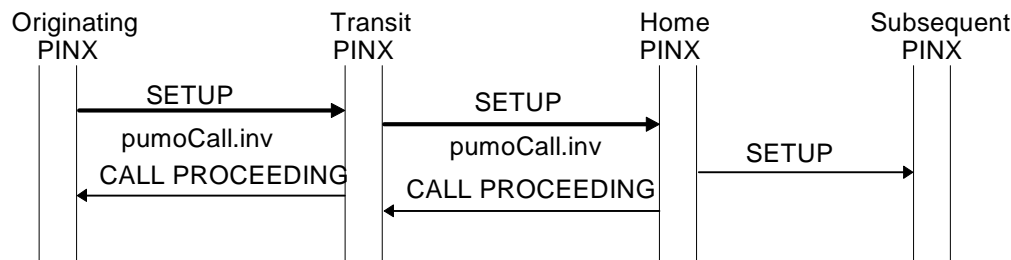 Originating
PINX
Transit
PINX
Home
PINX
Subsequent
PINX
SETUP
pumoCall.inv
CALL PROCEEDING
SETUP
pumoCall.inv
CALL PROCEEDING
SETUP